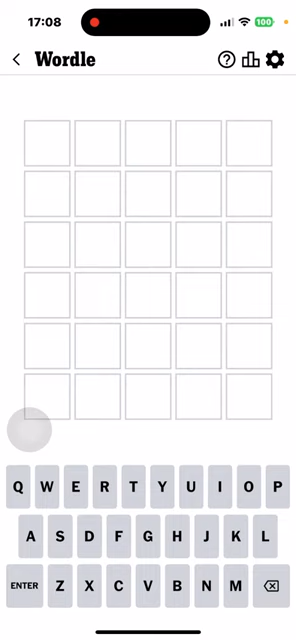 17:08
100
Wordle
Q W E R T Y U I O P
A S D F G H J K L
ENTER Z X C V B N M